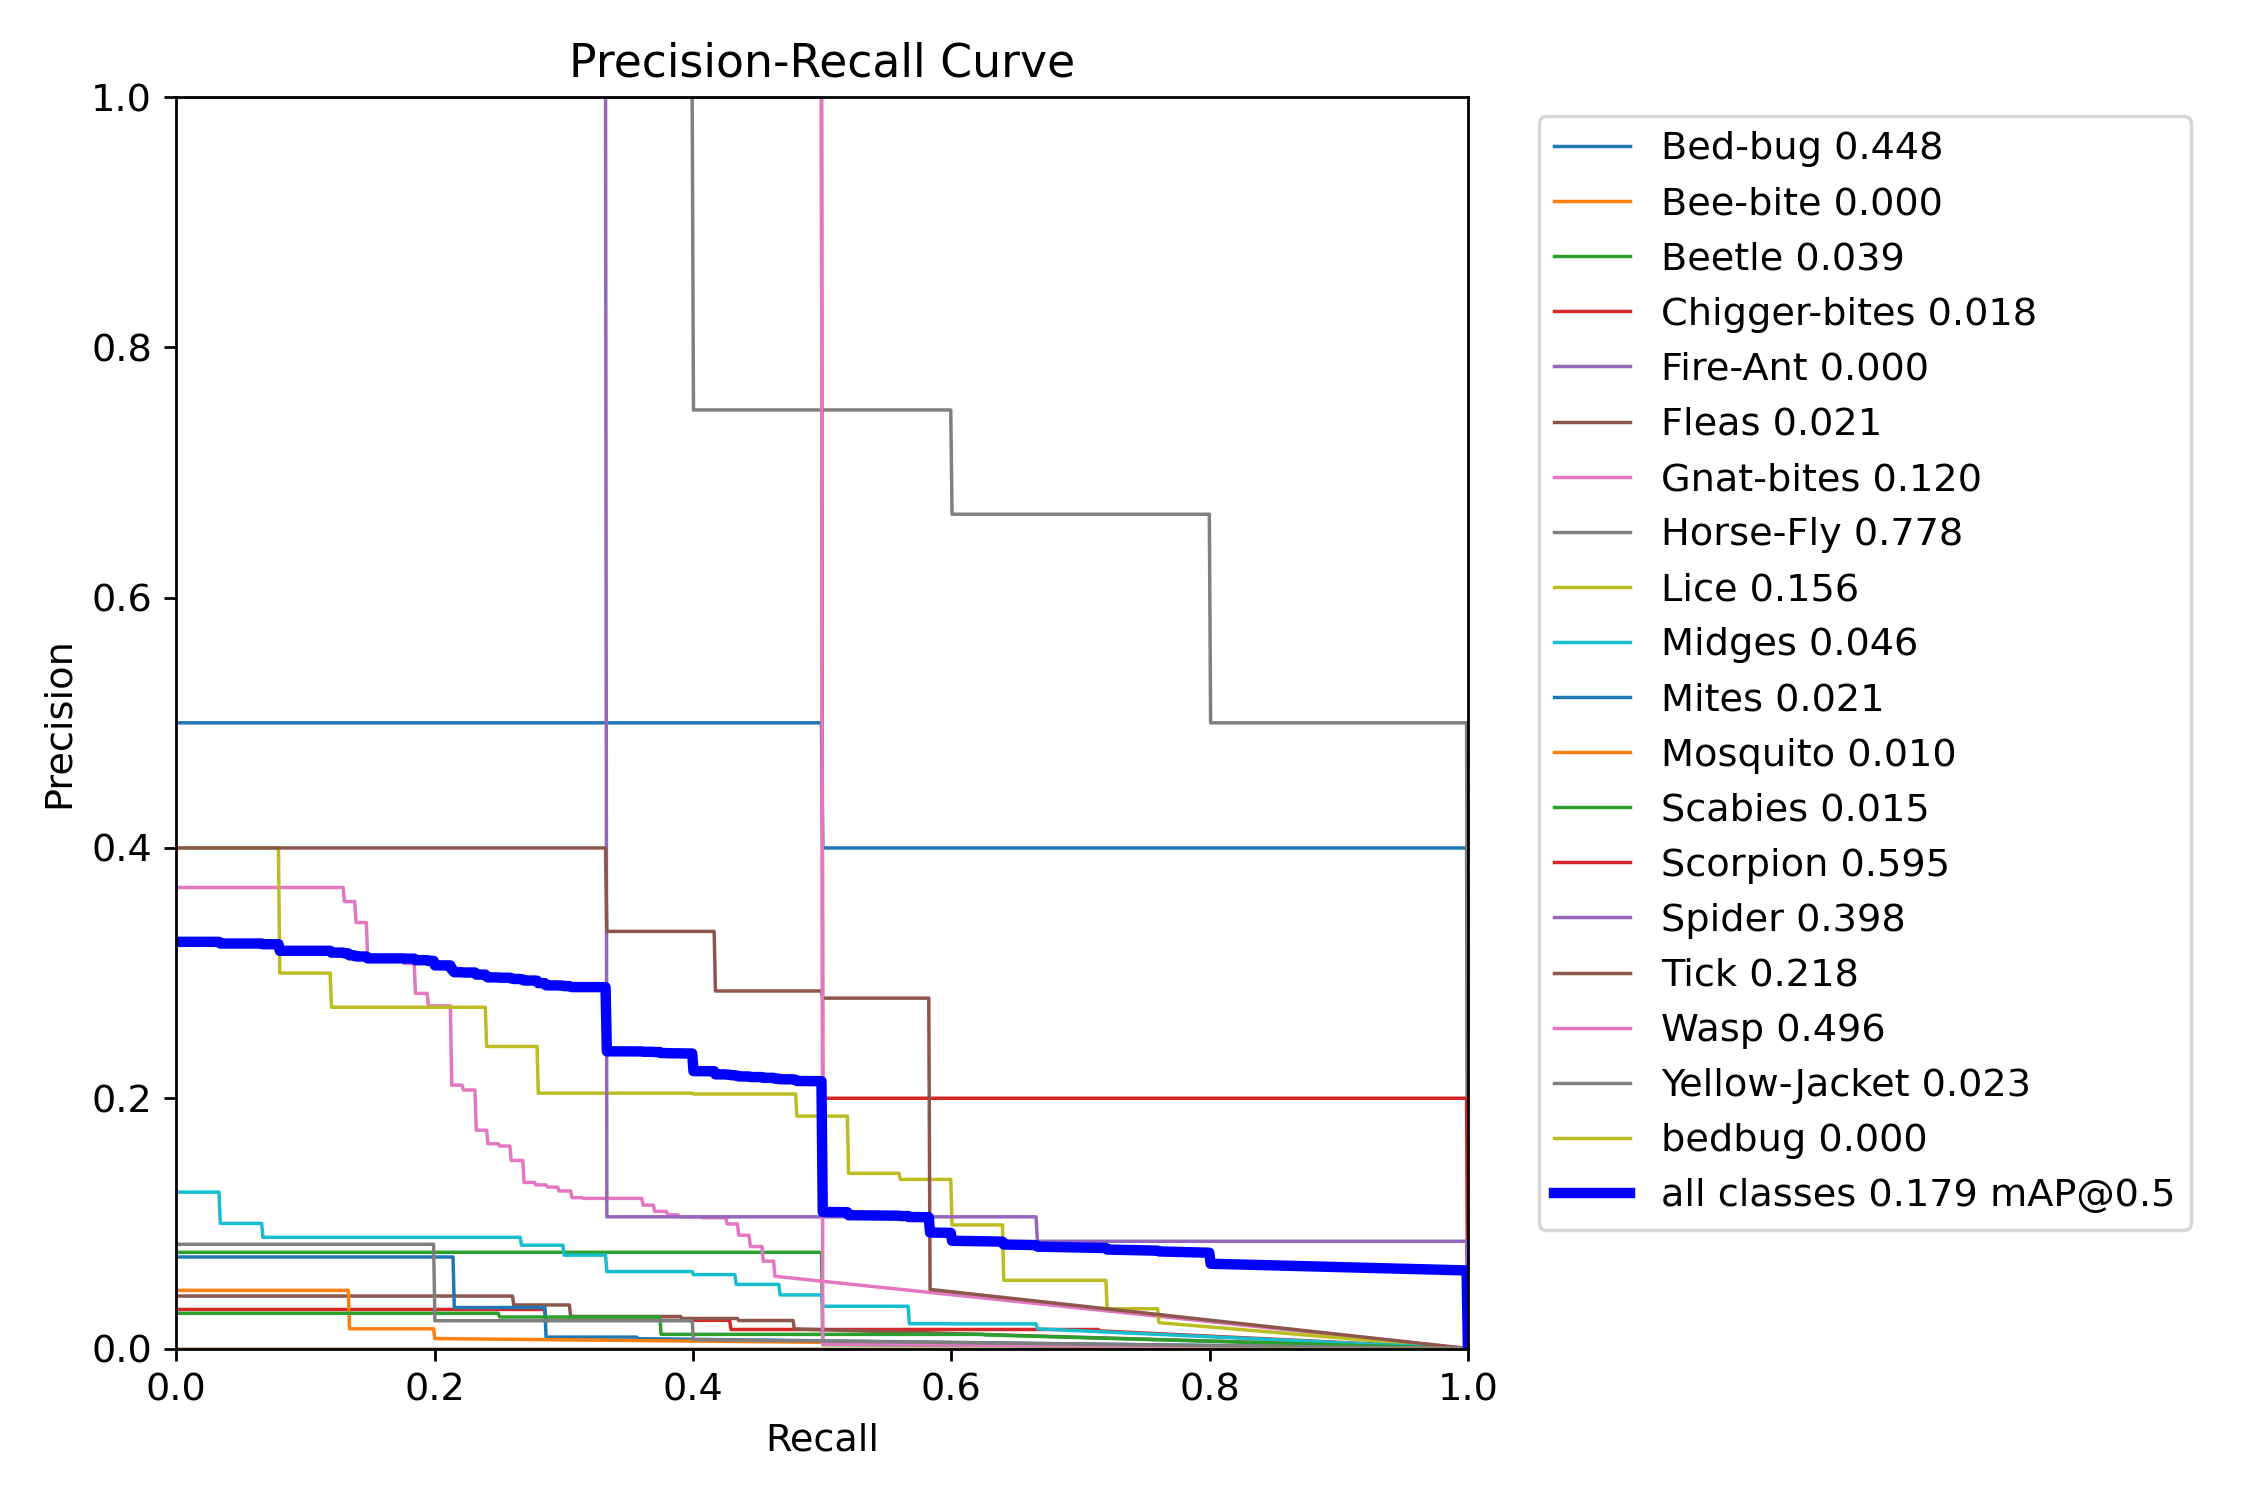 Precision-Recall Curve
1.0
0.8
0.6
0.4
0.2
0.0
Precision
0.0 0.2 0.4 0.6 0.8 1.0
Recall
Bed-bug 0.448
Bee-bite 0.000
Beetle 0.039
Chigger-bites 0.018
Fire-Ant 0.000
Fleas 0.021
Gnat-bites 0.120
Horse-Fly 0.778
Lice 0.156
Midges 0.046
Mites 0.021
Mosquito 0.010
Scabies 0.015
Scorpion 0.595
Spider 0.398
Tick 0.218
Wasp 0.496
Yellow-Jacket 0.023
bedbug 0.000
all classes 0.179 mAP@0.5